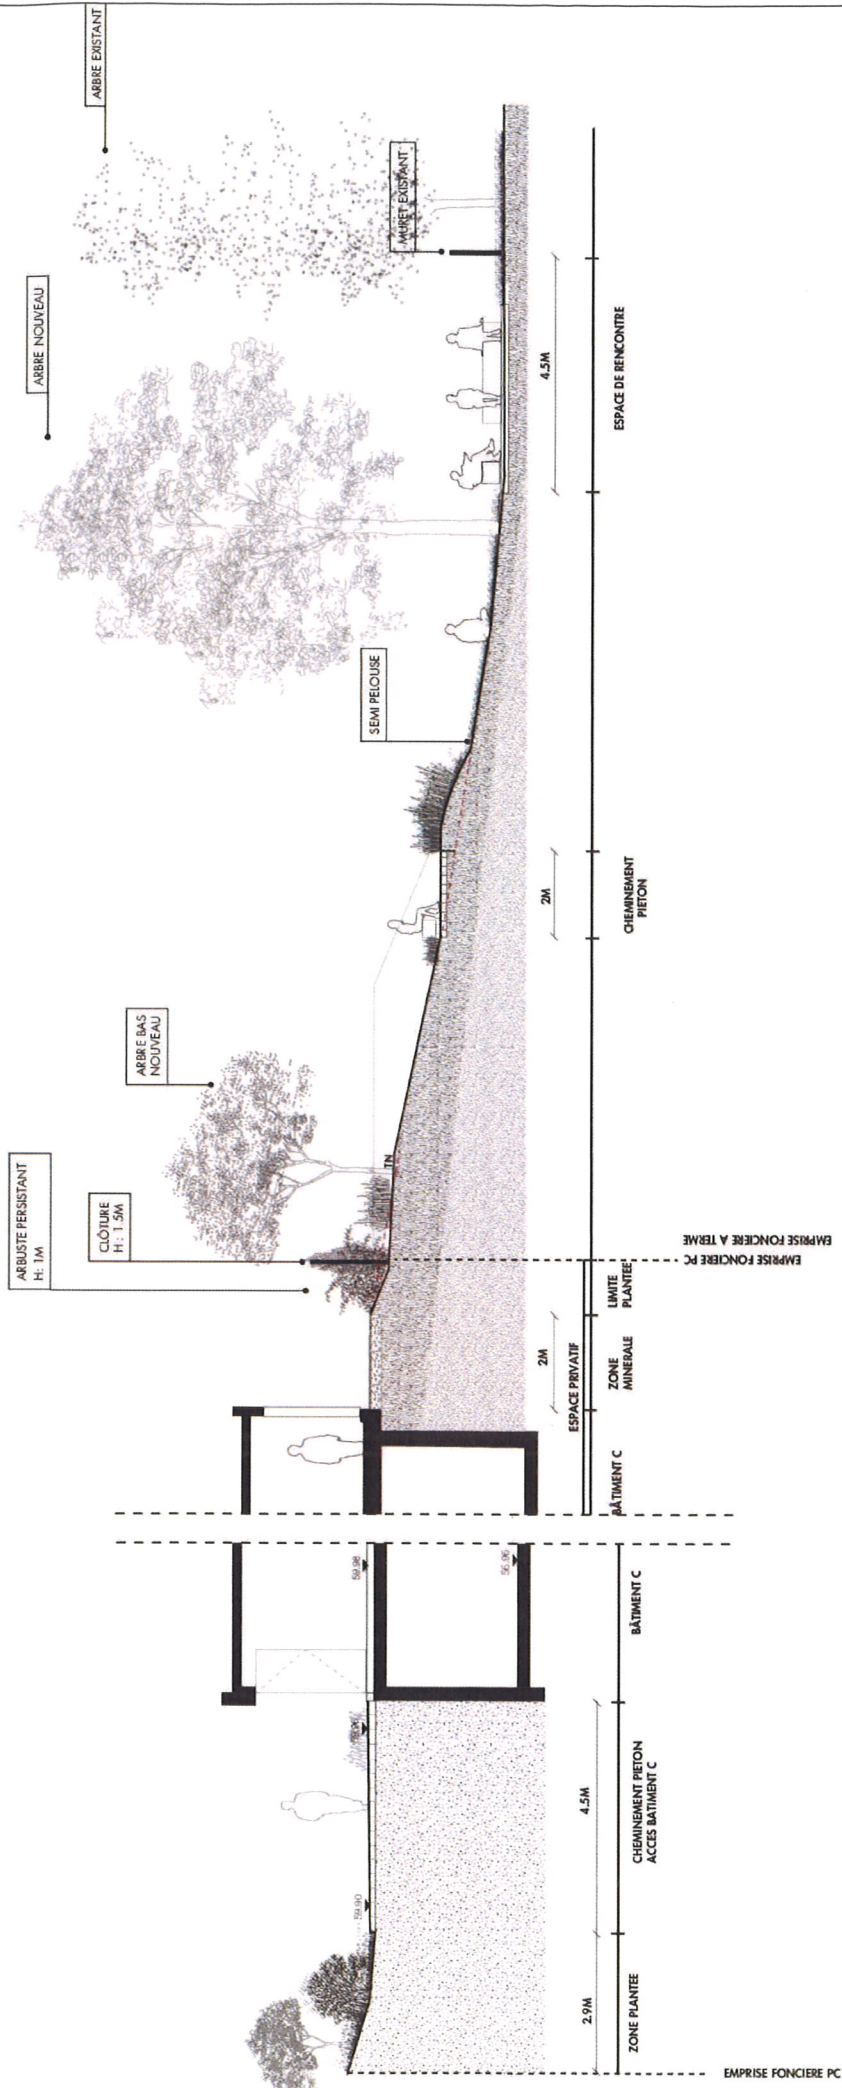 ARBRE EXISTANT
ARBRE NOUVEAU
MURET EXISTANT
SEMI PELOUSE
ARBRE BAS
NOUVEAU
ARBUSTE PERSISTANT
H: 1M
CLÔTURE
H: 1.5M
TN
4.5M
ESPACE DE RENCONTRE
2M
CHEMINEMENT
PIETON
EMPRISE FONCIERE A TERME
EMPRISE FONCIERE PC
LIMITE
PLANTEE
2M
ZONE
MINERALE
ESPACE PRIVATIF
BÂTIMENT C
59.98
56.96
BÂTIMENT C
4.5M
CHEMINEMENT PIETON
ACCES BATIMENT C
59.90
2.9M
ZONE PLANTEE
EMPRISE FONCIERE PC